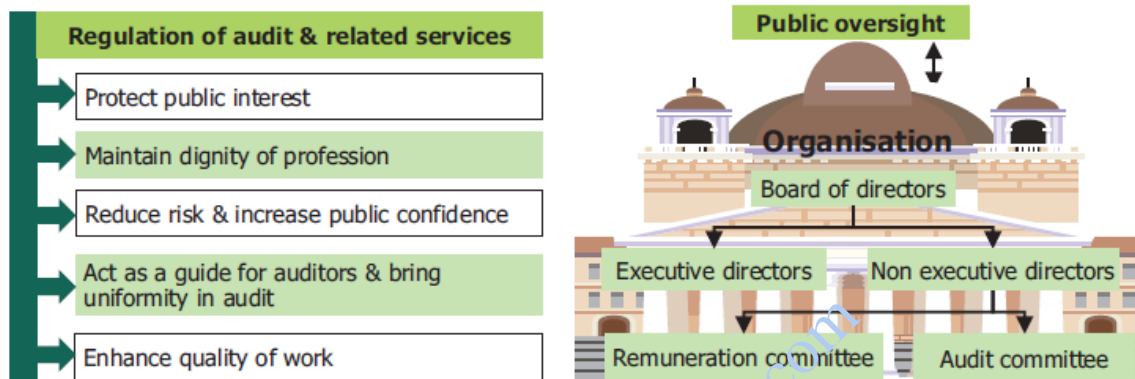 Regulation of audit & related services
Protect public interest
Maintain dignity of profession
Reduce risk & increase public confidence
Act as a guide for auditors & bring
uniformity in audit
Enhance quality of work
Public oversight
Organisation
Board of directors
Executive directors
Non executive directors
Remuneration committee
Audit committee
.com